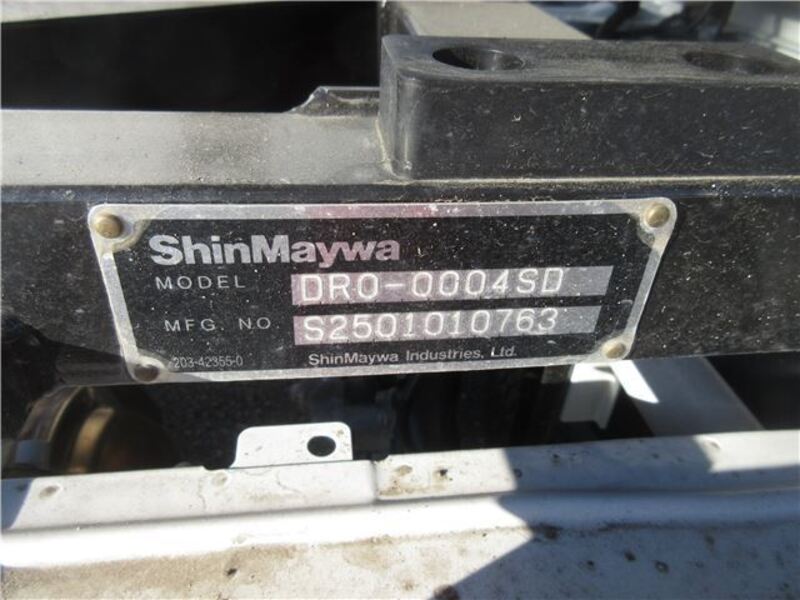 ShinMaywa
MODEL DR0-0004SD
MFG. NO S2501010763
203-42355-0 ShinMaywa Industries, Ltd.